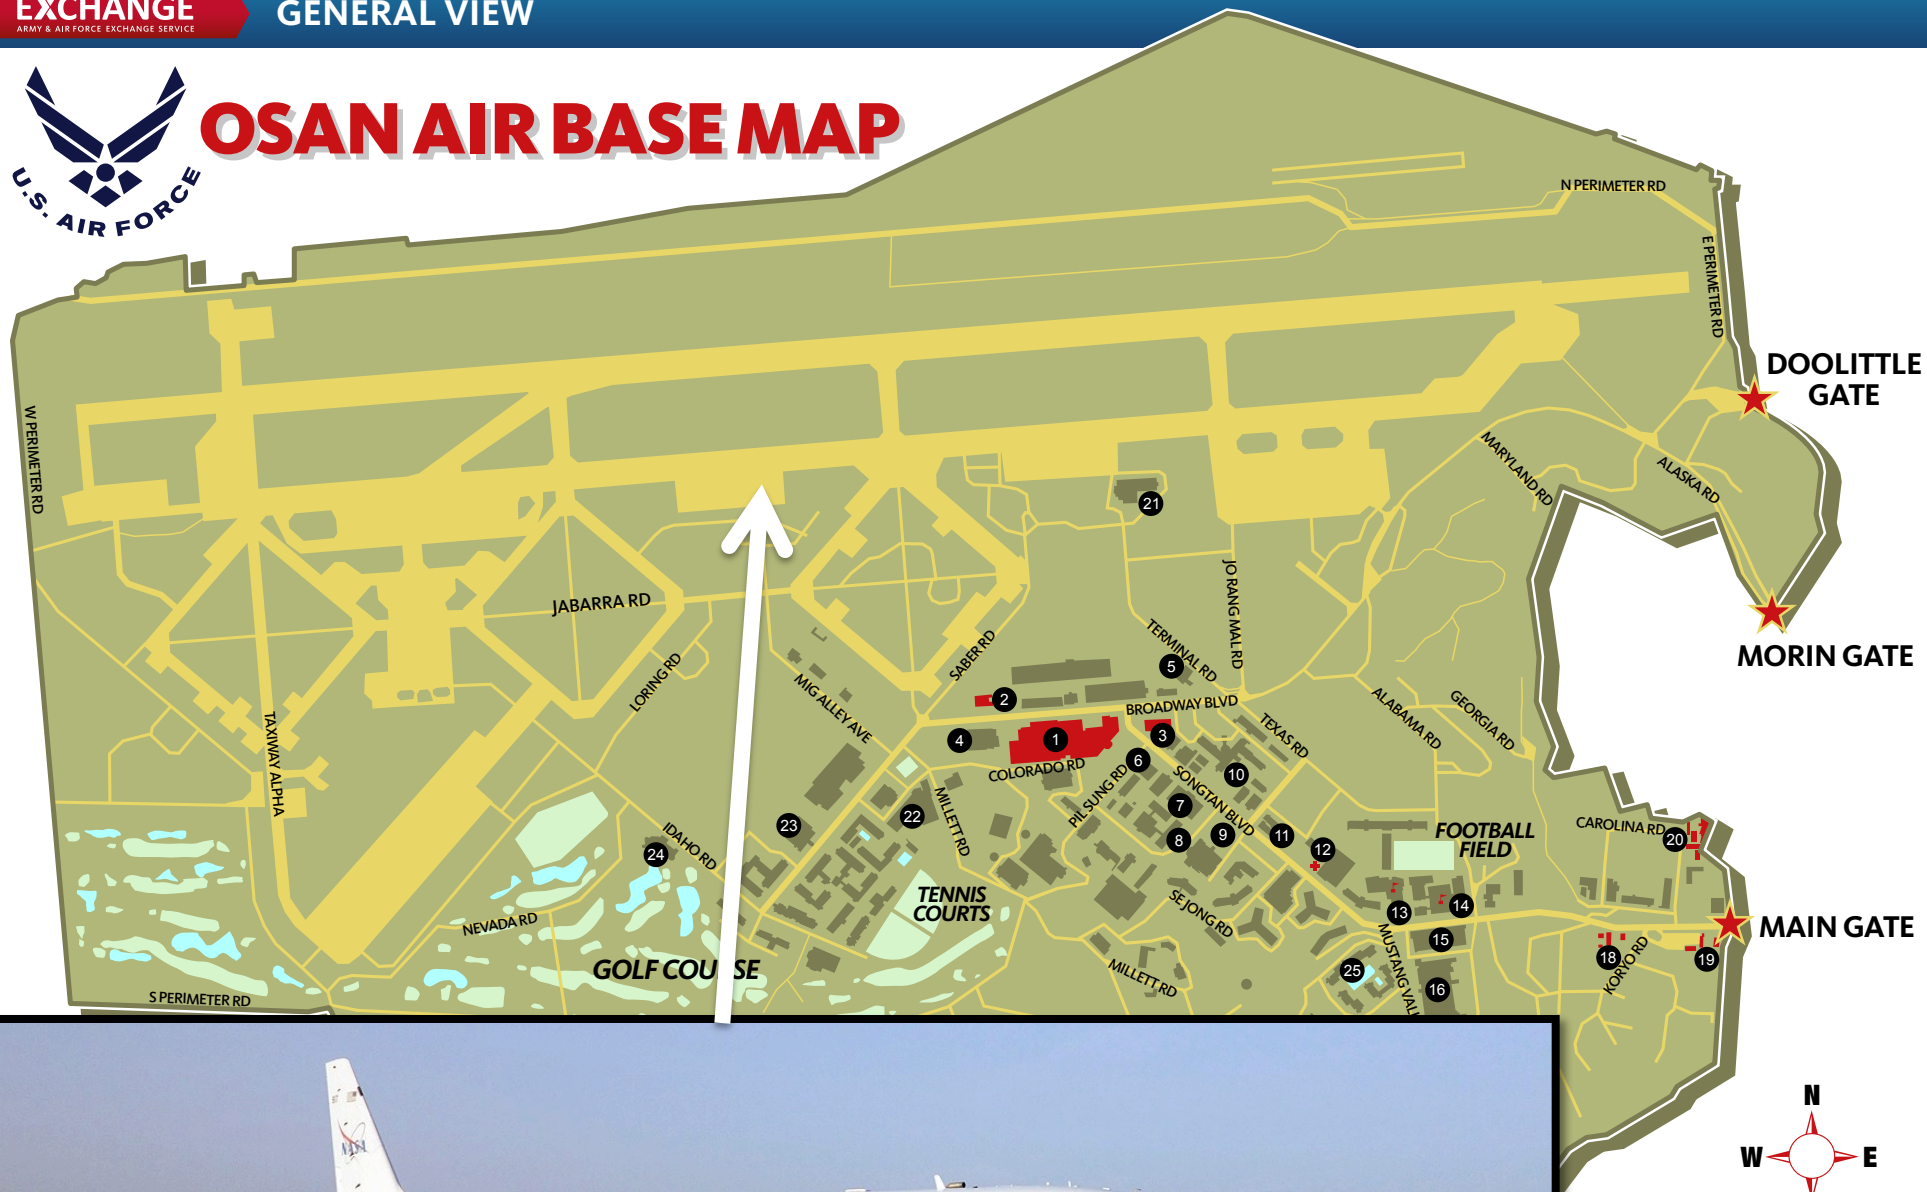 EXCHANGE
ARMY & AIR FORCE EXCHANGE SERVICE
GENERAL VIEW
U.S. AIR FORCE
OSAN AIR BASE MAP
N PERIMETER RD
E PERIMETER RD
DOOLITTLE
GATE
W PERIMETER RD
MARYLAND RD
ALASKA RD
21
JABARRA RD
JO RANG MAL RD
MORIN GATE
TERMINAL RD
5
SABER RD
LORING RD
MIG ALLEY AVE
2
BROADWAY BLVD
ALABAMA RD
GEORGIA RD
TAXIWAY ALPHA
TEXAS RD
4
1
3
COLORADO RD
6
PIL SUNG RD
SONGTAN BLVD
10
MILLETT RD
7
22
23
IDAHO RD
24
8
9
11
12
FOOTBALL
FIELD
CAROLINA RD
20
TENNIS
COURTS
SEJONG RD
13
14
NEVADA RD
MAIN GATE
MUSTANG VALL
15
18
19
KORYO RD
GOLF COU SE
MILLETT RD
25
16
S PERIMETER RD
NASA
N
W
E